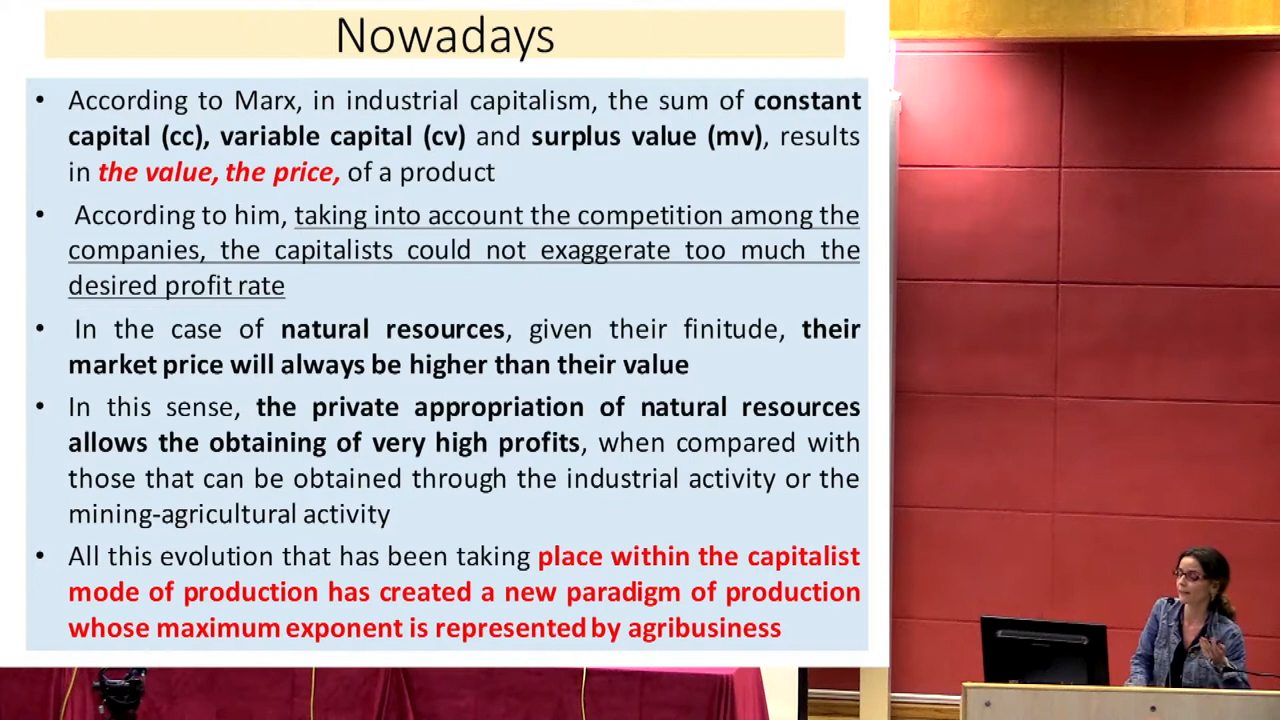 Nowadays
• According to Marx, in industrial capitalism, the sum of constant
capital (cc), variable capital (cv) and surplus value (mv), results
in the value, the price, of a product
• According to him, taking into account the competition among the
companies, the capitalists could not exaggerate too much the
desired profit rate
• In the case of natural resources, given their finitude, their
market price will always be higher than their value
• In this sense, the private appropriation of natural resources
allows the obtaining of very high profits, when compared with
those that can be obtained through the industrial activity or the
mining-agricultural activity
• All this evolution that has been taking place within the capitalist
mode of production has created a new paradigm of production
whose maximum exponent is represented by agribusiness